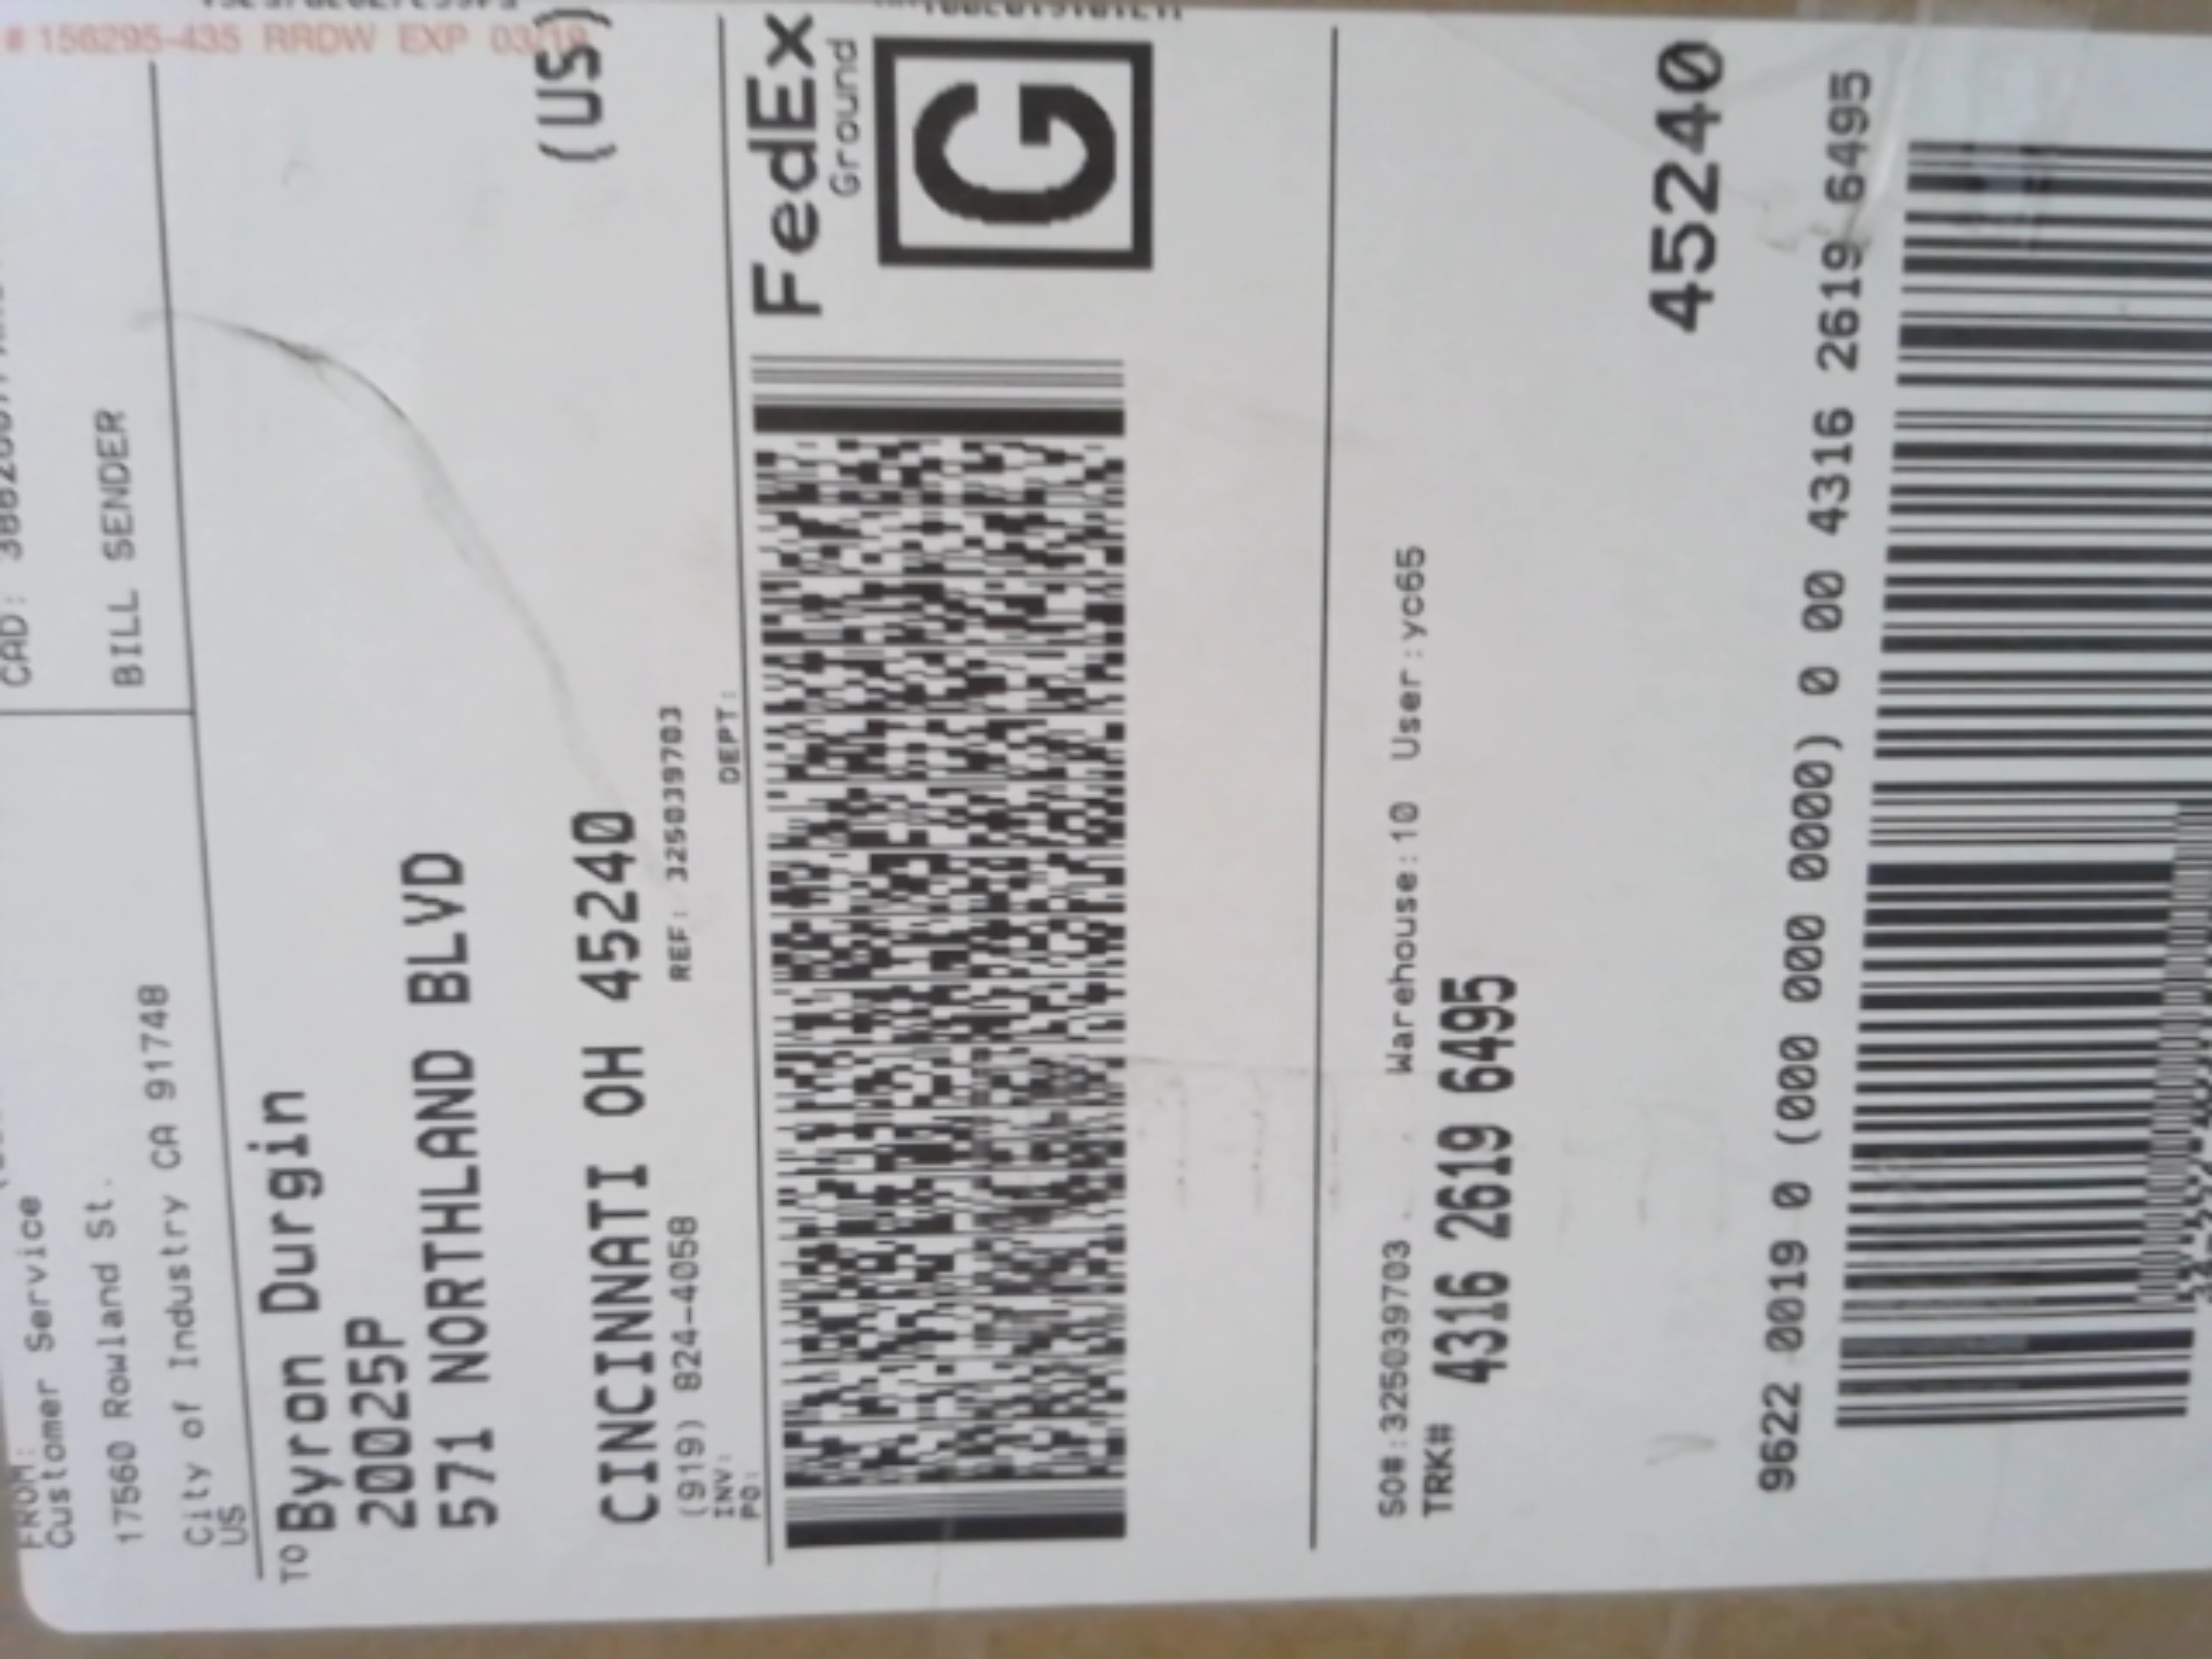 # 156295-435 RRDW EXP 03/19
FROM:
Customer Service
17560 Rowland St.
City of Industry CA 91748
US
CAD:
BILL SENDER
TO Byron Durgin
20025P
571 NORTHLAND BLVD
CINCINNATI OH 45240
(US)
(919) 824-4058
REF: 3250397​03
INV:
PO:
DEPT:
FedEx
Ground
G
SO#:325039703 Warehouse:10 User:yc65
TRK# 4316 2619 6495
45240
9622 0019 0 (000 000 0000) 0 00 4316 2619 6495